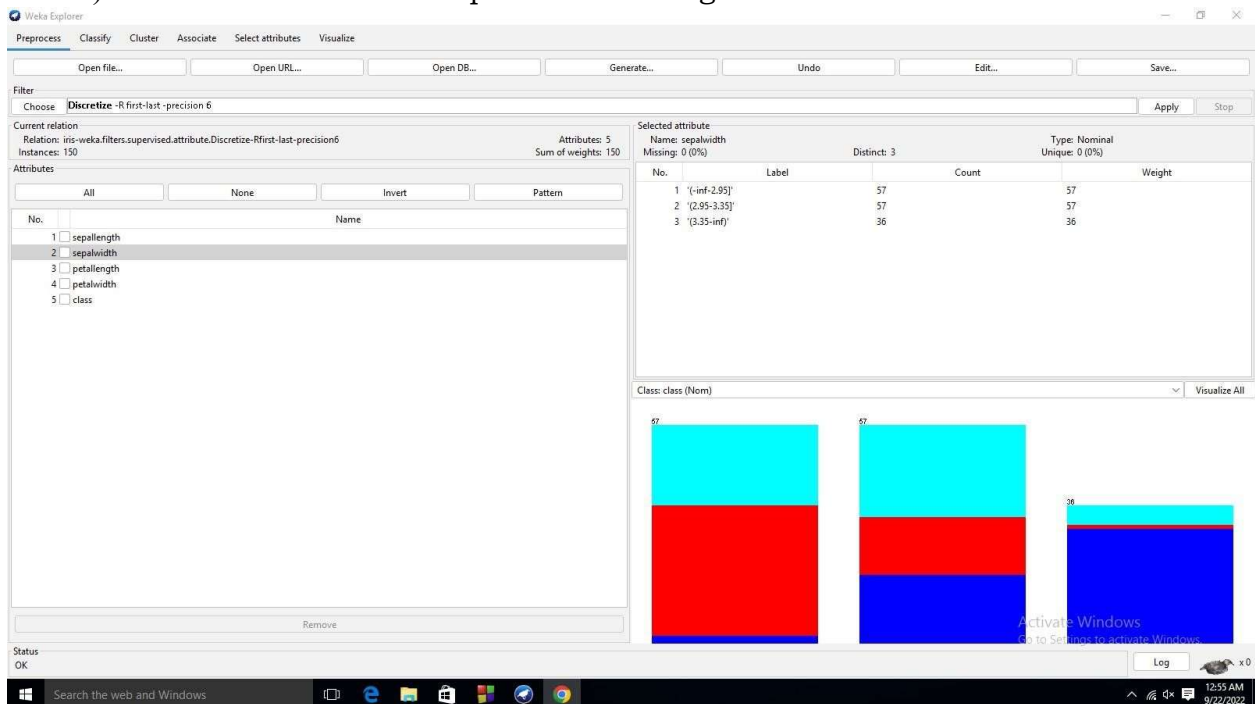 Weka Explorer
Preprocess Classify Cluster Associate Select attributes Visualize
Open file... Open URL... Open DB... Generate... Undo Edit... Save...
Filter
Choose Discretize -R first-last -precision 6 Apply Stop
Current relation
Relation: iris-weka.filters.supervised.attribute.Discretize-Rfirst-last-precision6 Attributes: 5
Instances: 150 Sum of weights: 150
Attributes
All None Invert Pattern
No. Name
1 sepallength
2 sepalwidth
3 petallength
4 petalwidth
5 class
Remove
Selected attribute
Name: sepalwidth Type: Nominal
Missing: 0 (0%) Distinct: 3 Unique: 0 (0%)
No. Label Count Weight
1 '(-inf-2.95]' 57 57
2 '(2.95-3.35]' 57 57
3 '(3.35-inf)' 36 36
Class: class (Nom) Visualize All
57 57
36
Activate Windows
Go to Settings to activate Windows.
Status
OK Log x 0
Search the web and Windows 12:55 AM
9/22/2022